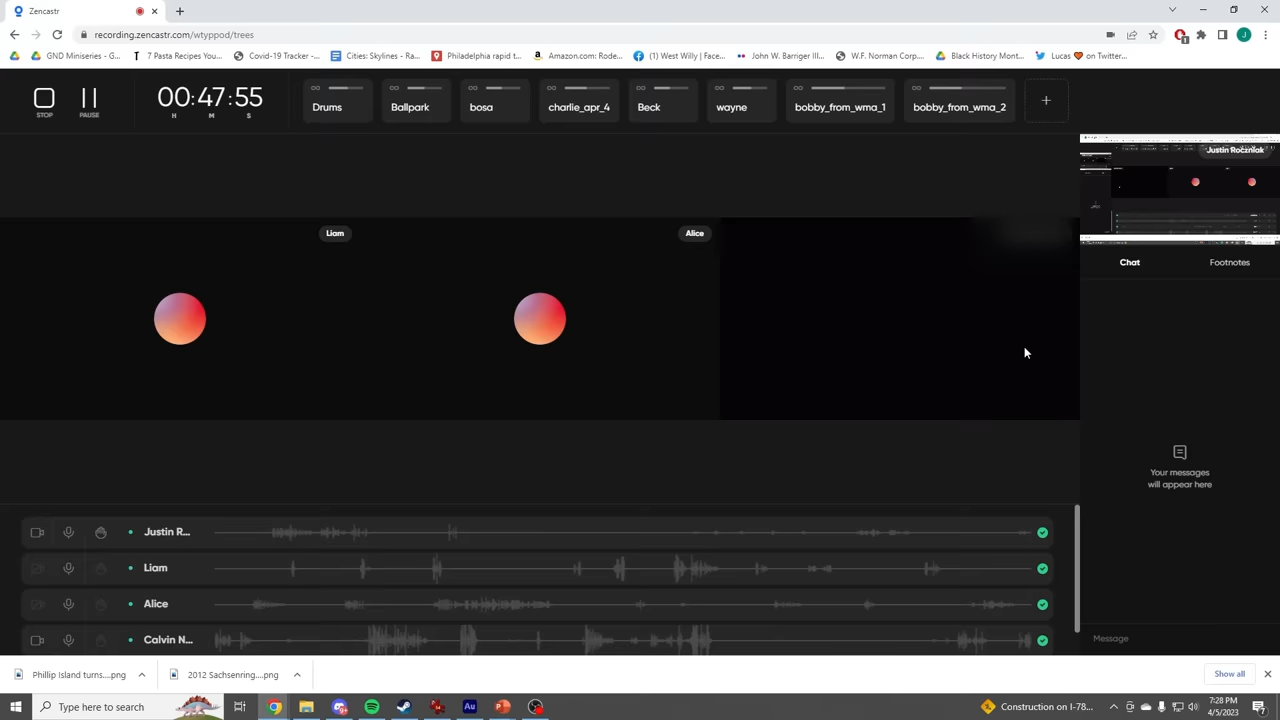 Zencastr
recording.zencastr.com/wtyppod/trees
GND Miniseries - G...
7 Pasta Recipes You...
Covid-19 Tracker -...
Cities: Skylines - Ra...
Philadelphia rapid t...
Amazon.com: Rode...
(1) West Willy | Face...
John W. Barriger III...
W.F. Norman Corp....
Black History Mont...
Lucas 🧡 on Twitter...
00:47:55
H M S
STOP PAUSE
Drums
Ballpark
bosa
charlie_apr_4
Beck
wayne
bobby_from_wma_1
bobby_from_wma_2
Justin Roczniak
Liam
Alice
Chat Footnotes
Your messages
will appear here
Justin R...
Liam
Alice
Calvin N...
Message
Phillip Island turns....png
2012 Sachsenring....png
Show all
Type here to search
Construction on I-78...
7:28 PM
4/5/2023